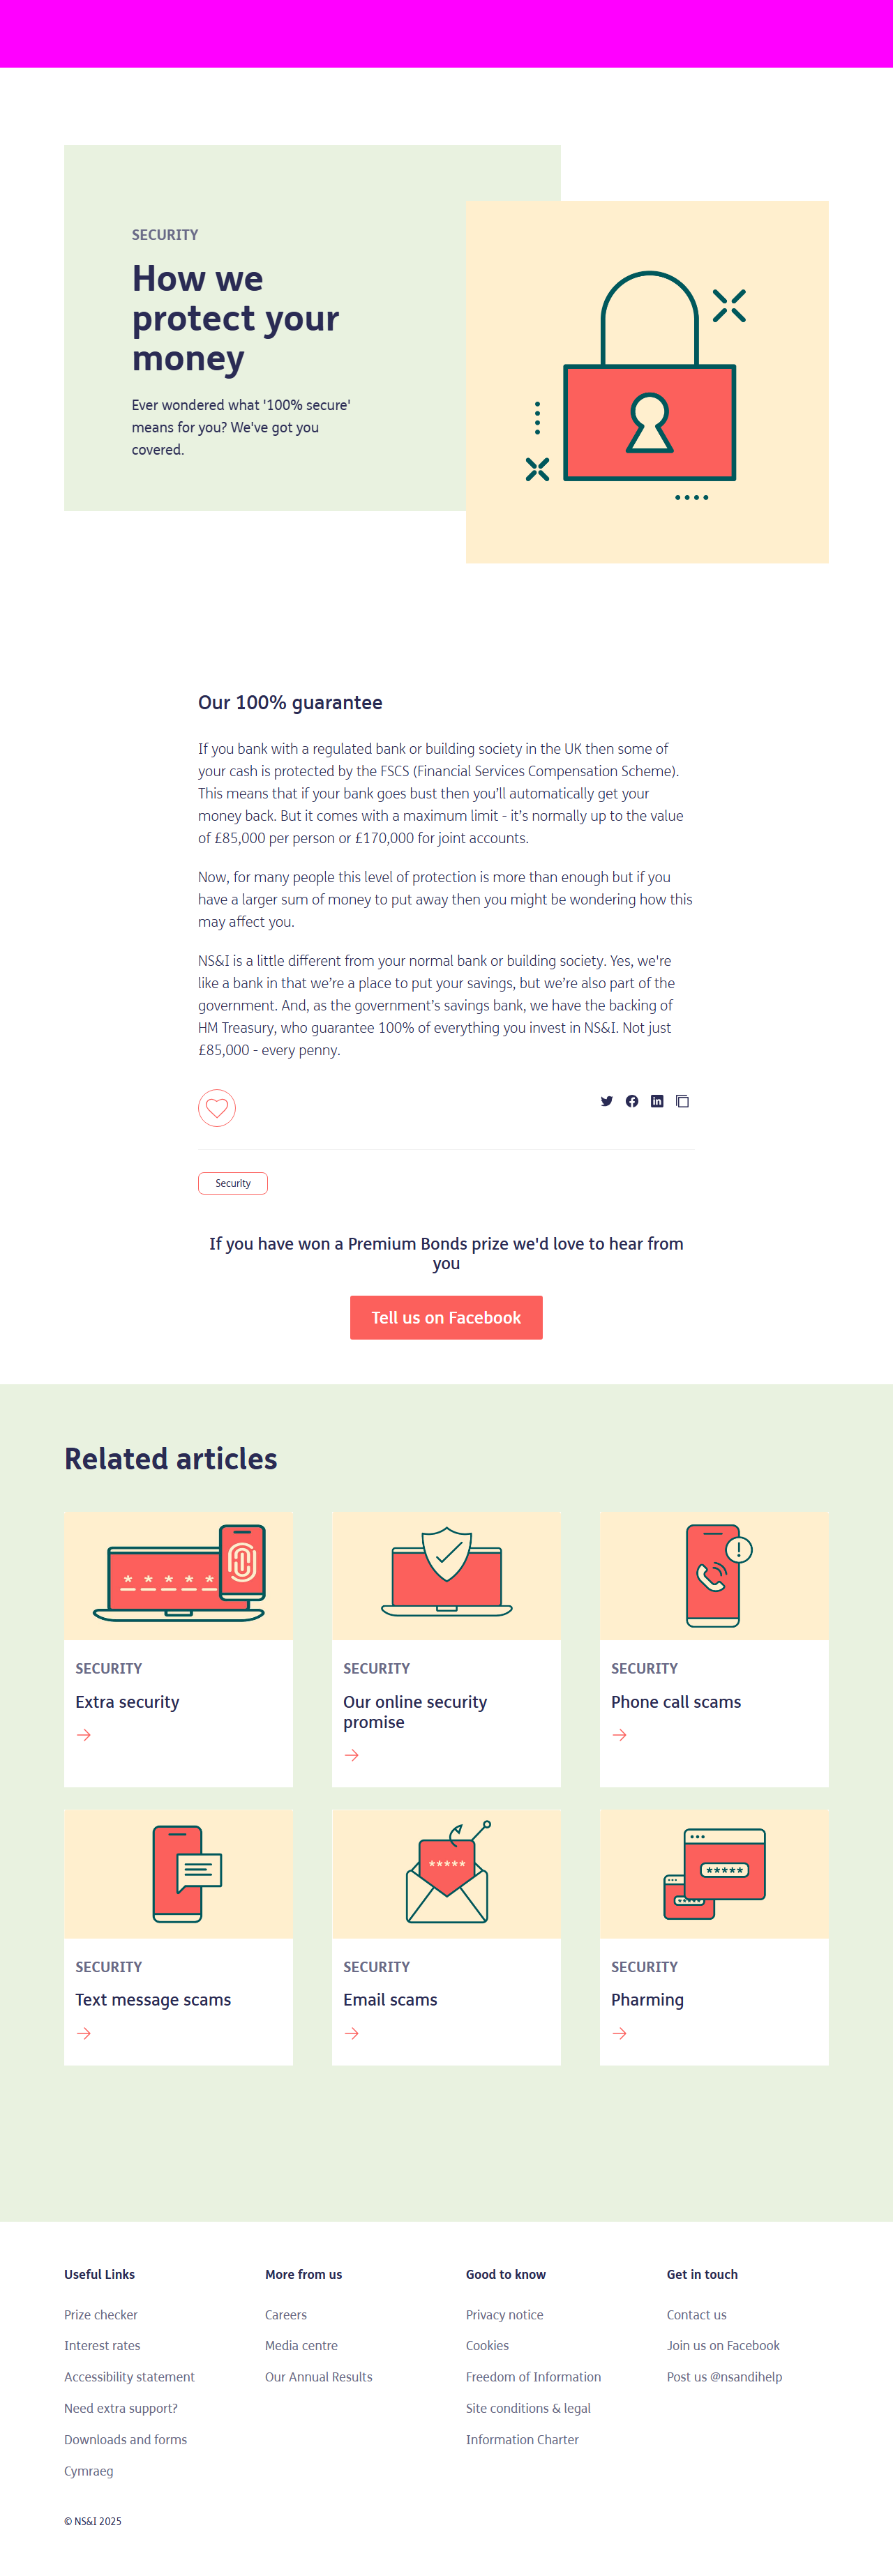 SECURITY
How we
protect your
money
Ever wondered what '100% secure'
means for you? We've got you
covered.
Our 100% guarantee
If you bank with a regulated bank or building society in the UK then some of
your cash is protected by the FSCS (Financial Services Compensation Scheme).
This means that if your bank goes bust then you’ll automatically get your
money back. But it comes with a maximum limit - it’s normally up to the value
of £85,000 per person or £170,000 for joint accounts.
Now, for many people this level of protection is more than enough but if you
have a larger sum of money to put away then you might be wondering how this
may affect you.
NS&I is a little different from your normal bank or building society. Yes, we're
like a bank in that we’re a place to put your savings, but we’re also part of the
government. And, as the government’s savings bank, we have the backing of
HM Treasury, who guarantee 100% of everything you invest in NS&I. Not just
£85,000 - every penny.
Security
If you have won a Premium Bonds prize we'd love to hear from
you
Tell us on Facebook
Related articles
SECURITY
Extra security
SECURITY
Our online security
promise
SECURITY
Phone call scams
SECURITY
Text message scams
SECURITY
Email scams
SECURITY
Pharming
Useful Links
Prize checker
Interest rates
Accessibility statement
Need extra support?
Downloads and forms
Cymraeg
More from us
Careers
Media centre
Our Annual Results
Good to know
Privacy notice
Cookies
Freedom of Information
Site conditions & legal
Information Charter
Get in touch
Contact us
Join us on Facebook
Post us @nsandihelp
© NS&I 2025